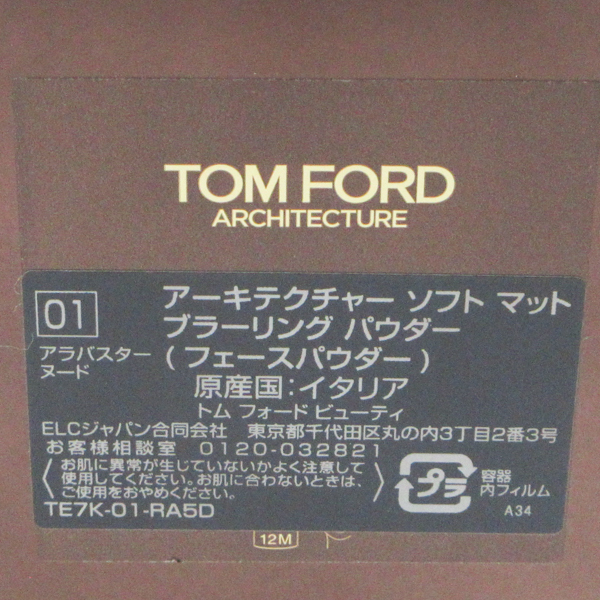 TOM FORD
ARCHITECTURE
01
アーキテクチャー ソフト マット
ブラーリング パウダー
アラバスター
ヌード
(フェースパウダー)
原産国:イタリア
トム フォード ビューティ
ELCジャパン合同会社 東京都千代田区丸の内3丁目2番3号
お客様相談室 0120-032821
お肌に異常が生じていないかよく注意して
使用してください。お肌に合わないときは、
ご使用をおやめください。
プラ
容器
内フィルム
TE7K-01-RA5D
A34
12M